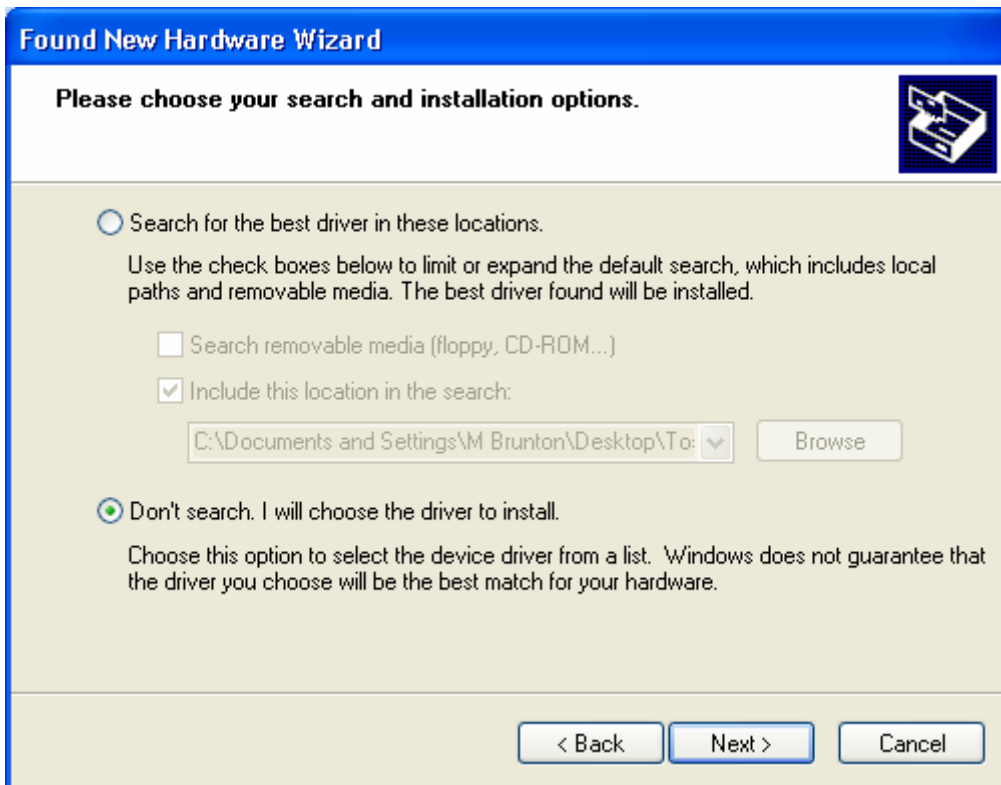 Found New Hardware Wizard
Please choose your search and installation options.
Search for the best driver in these locations.
Use the check boxes below to limit or expand the default search, which includes local
paths and removable media. The best driver found will be installed.
Search removable media (floppy, CD-ROM...)
Include this location in the search:
C:\Documents and Settings\M Brunton\Desktop\To
Browse
Don't search. I will choose the driver to install.
Choose this option to select the device driver from a list. Windows does not guarantee that
the driver you choose will be the best match for your hardware.
< Back
Next >
Cancel